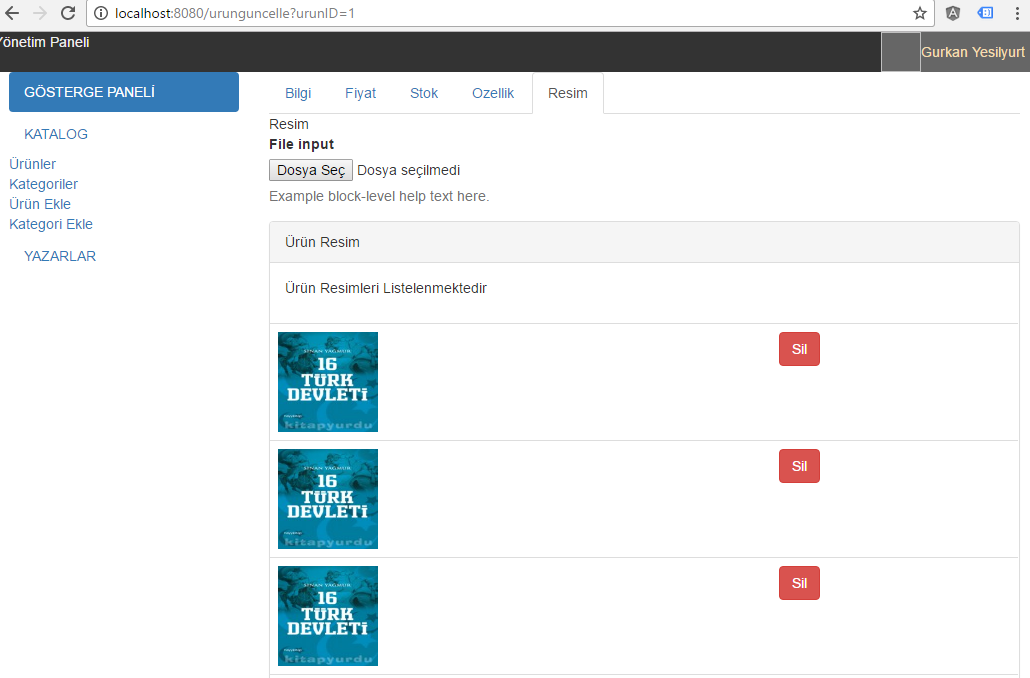 localhost:8080/urunguncelle?urunID=1
Yönetim Paneli
Gurkan Yesilyurt
GÖSTERGE PANELİ
KATALOG
Ürünler
Kategoriler
Ürün Ekle
Kategori Ekle
YAZARLAR
Bilgi Fiyat Stok Ozellik Resim
Resim
File input
Dosya Seç Dosya seçilmedi
Example block-level help text here.
Ürün Resim
Ürün Resimleri Listelenmektedir
SİNAN YAĞMUR
16
TÜRK
DEVLETİ
kitapyurdu
Sil
SİNAN YAĞMUR
16
TÜRK
DEVLETİ
kitapyurdu
Sil
SİNAN YAĞMUR
16
TÜRK
DEVLETİ
kitapyurdu
Sil